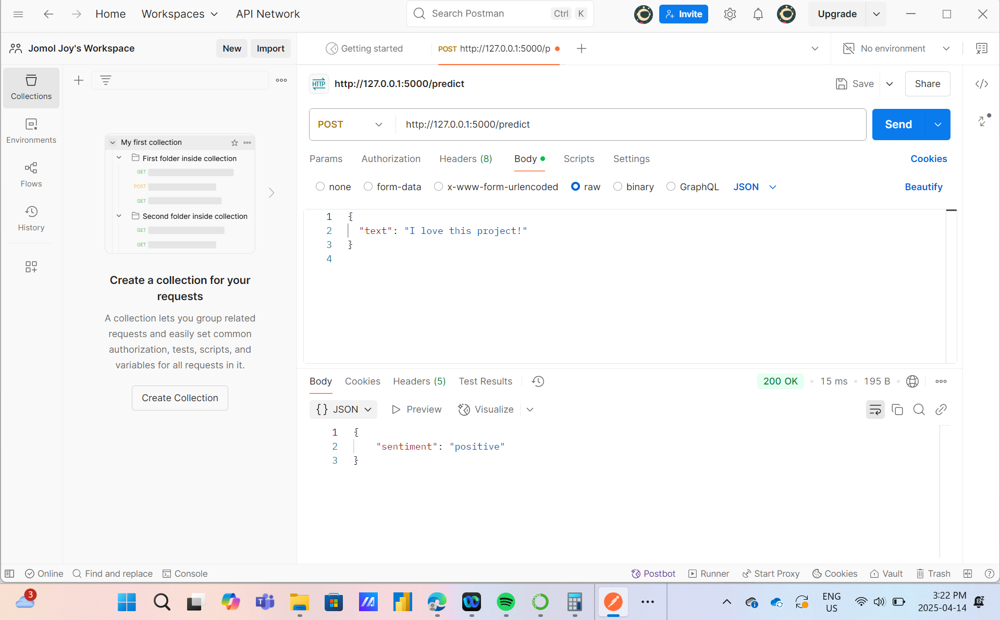 Home Workspaces API Network Search Postman Ctrl K Invite Upgrade
Jomol Joy's Workspace New Import
Getting started POST http://127.0.0.1:5000/p No environment
Collections
Environments
Flows
History
My first collection
First folder inside collection
GET
POST
GET
Second folder inside collection
GET
GET
Create a collection for your
requests
A collection lets you group related
requests and easily set common
authorization, tests, scripts, and
variables for all requests in it.
Create Collection
HTTP http://127.0.0.1:5000/predict Save Share
POST http://127.0.0.1:5000/predict Send
Params Authorization Headers (8) Body Scripts Settings Cookies
none form-data x-www-form-urlencoded raw binary GraphQL JSON Beautify
1 {
2 "text": "I love this project!"
3 }
4
Body Cookies Headers (5) Test Results 200 OK 15 ms 195 B
{} JSON Preview Visualize
1 {
2 "sentiment": "positive"
3 }
Online Find and replace Console Postbot Runner Start Proxy Cookies Vault Trash
3
ENG
US
3:22 PM
2025-04-14